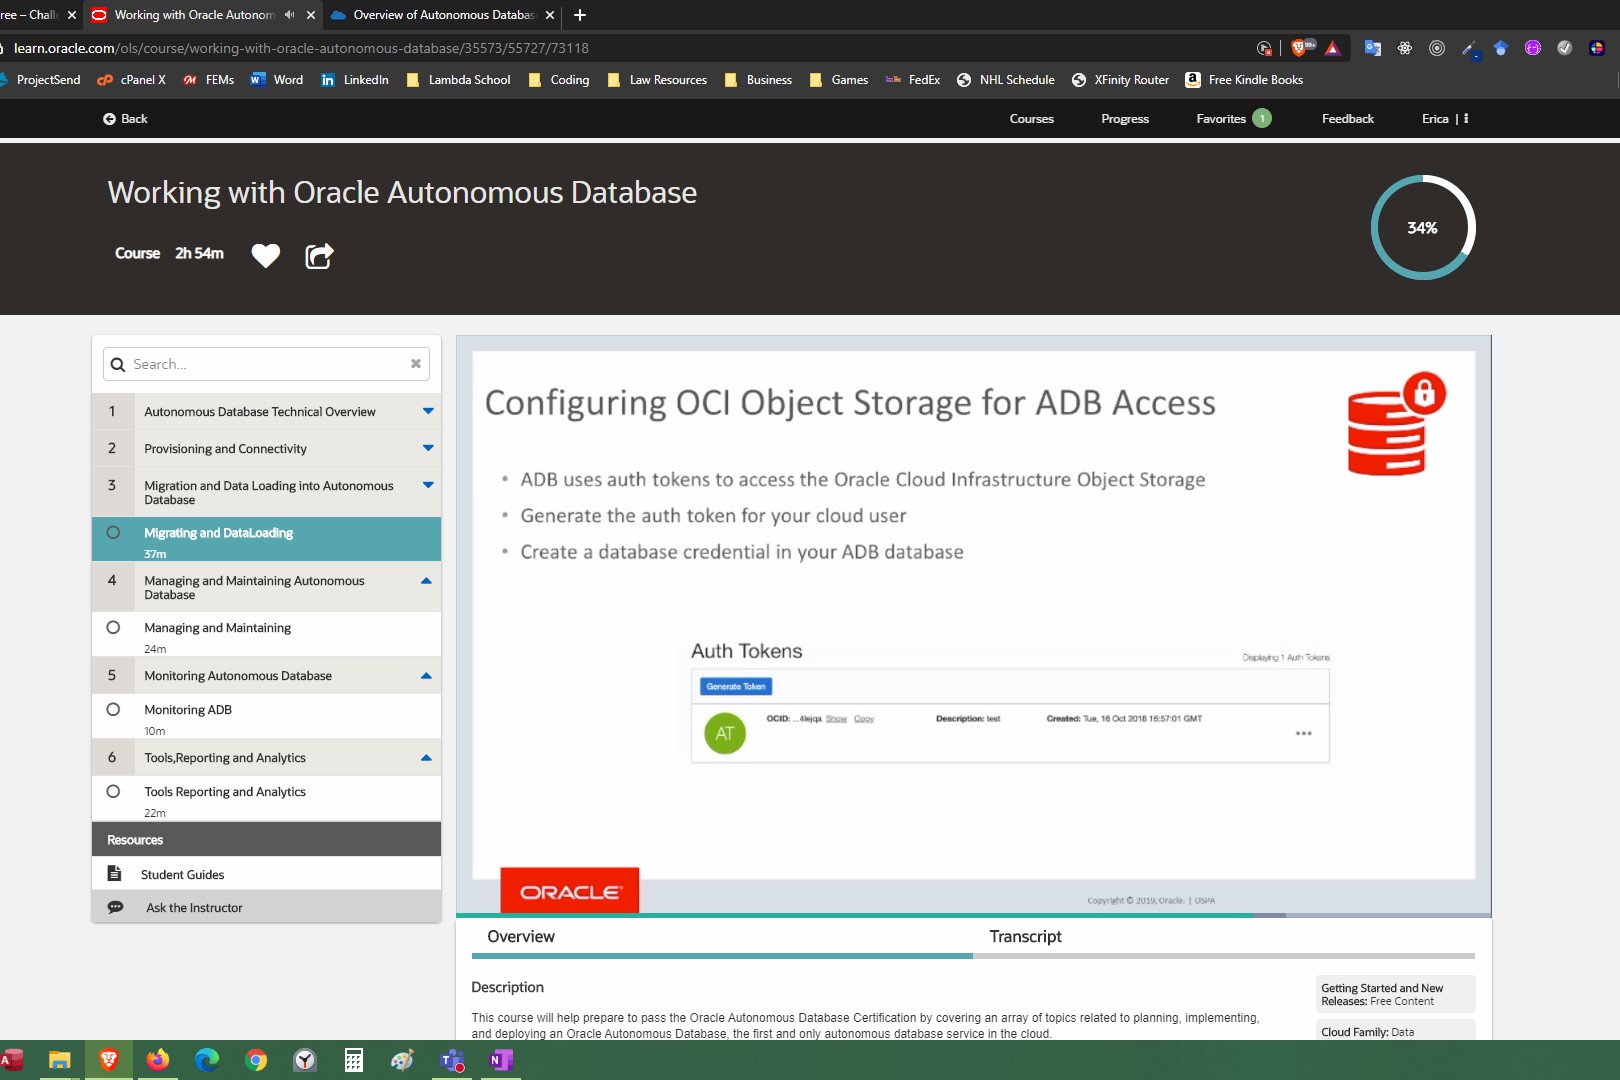 ree – Chall
Working with Oracle Autonom
Overview of Autonomous Databas
learn.oracle.com/ols/course/working-with-oracle-autonomous-database/35573/55727/73118
99+
ProjectSend cPanel X FEMs Word LinkedIn Lambda School Coding Law Resources Business Games FedEx NHL Schedule XFinity Router Free Kindle Books
Back Courses Progress Favorites 1 Feedback Erica |
Working with Oracle Autonomous Database
Course 2h 54m
34%
Search...
1 Autonomous Database Technical Overview
2 Provisioning and Connectivity
3 Migration and Data Loading into Autonomous
Database
Migrating and DataLoading
37m
4 Managing and Maintaining Autonomous
Database
Managing and Maintaining
24m
5 Monitoring Autonomous Database
Monitoring ADB
10m
6 Tools,Reporting and Analytics
Tools Reporting and Analytics
22m
Resources
Student Guides
Ask the Instructor
Configuring OCI Object Storage for ADB Access
• ADB uses auth tokens to access the Oracle Cloud Infrastructure Object Storage
• Generate the auth token for your cloud user
• Create a database credential in your ADB database
Auth Tokens
Displaying 1 Auth Tokens
Generate Token
AT
OCID: ...4lejqa Show Copy Description: test Created: Tue, 16 Oct 2018 16:57:01 GMT
ORACLE
Copyright © 2019, Oracle. | OSPA
Overview Transcript
Description
This course will help prepare to pass the Oracle Autonomous Database Certification by covering an array of topics related to planning, implementing,
and deploying an Oracle Autonomous Database, the first and only autonomous database service in the cloud.
Getting Started and New
Releases: Free Content
Cloud Family: Data